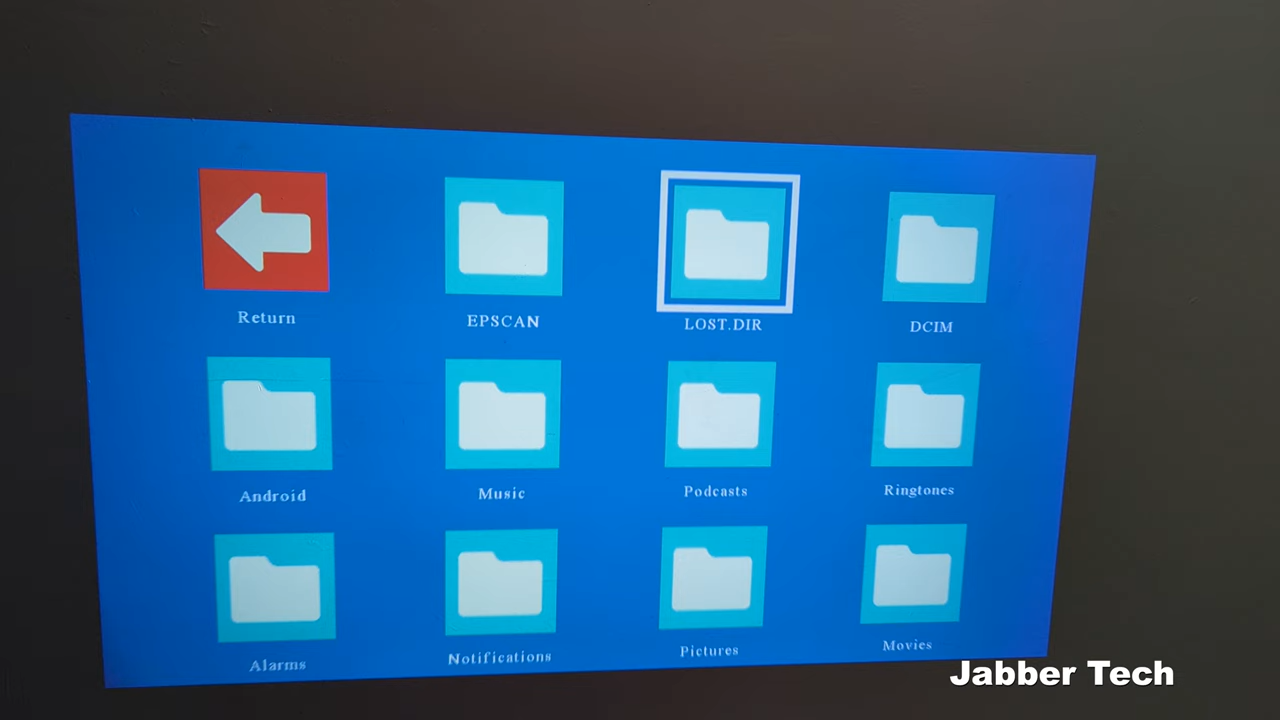 Return
EPSCAN
LOST.DIR
DCIM
Android
Music
Podcasts
Ringtones
Alarms
Notifications
Pictures
Movies
Jabber Tech